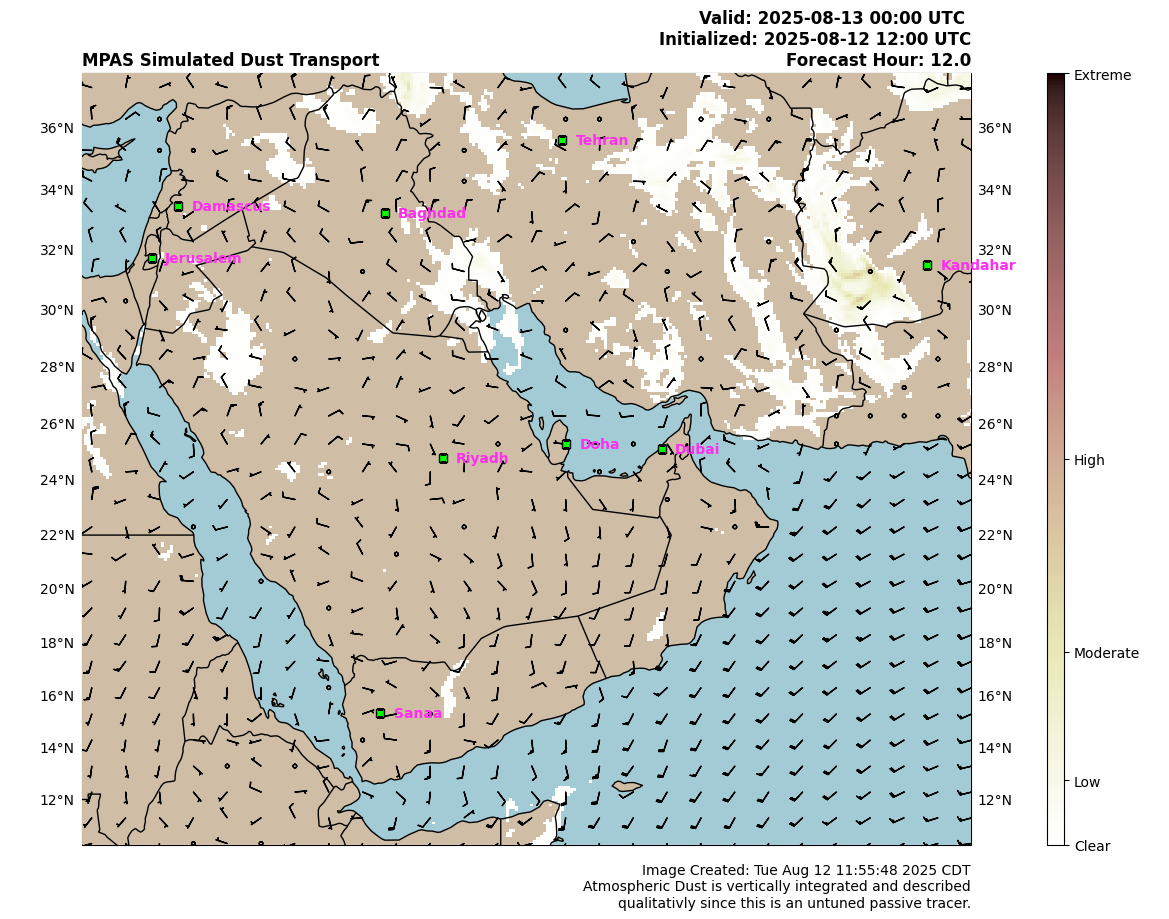 Valid: 2025-08-13 00:00 UTC
Initialized: 2025-08-12 12:00 UTC
MPAS Simulated Dust Transport Forecast Hour: 12.0
Extreme
36°N Tehran 36°N
34°N Damascus Baghdad 34°N
32°N Jerusalem 32°N
Kandahar
30°N 30°N
28°N 28°N
26°N 26°N
Doha Dubai
Riyadh High
24°N 24°N
22°N 22°N
20°N 20°N
18°N 18°N
Moderate
16°N 16°N
Sanaa
14°N 14°N
Low
12°N 12°N
Clear
Image Created: Tue Aug 12 11:55:48 2025 CDT
Atmospheric Dust is vertically integrated and described
qualitativly since this is an untuned passive tracer.